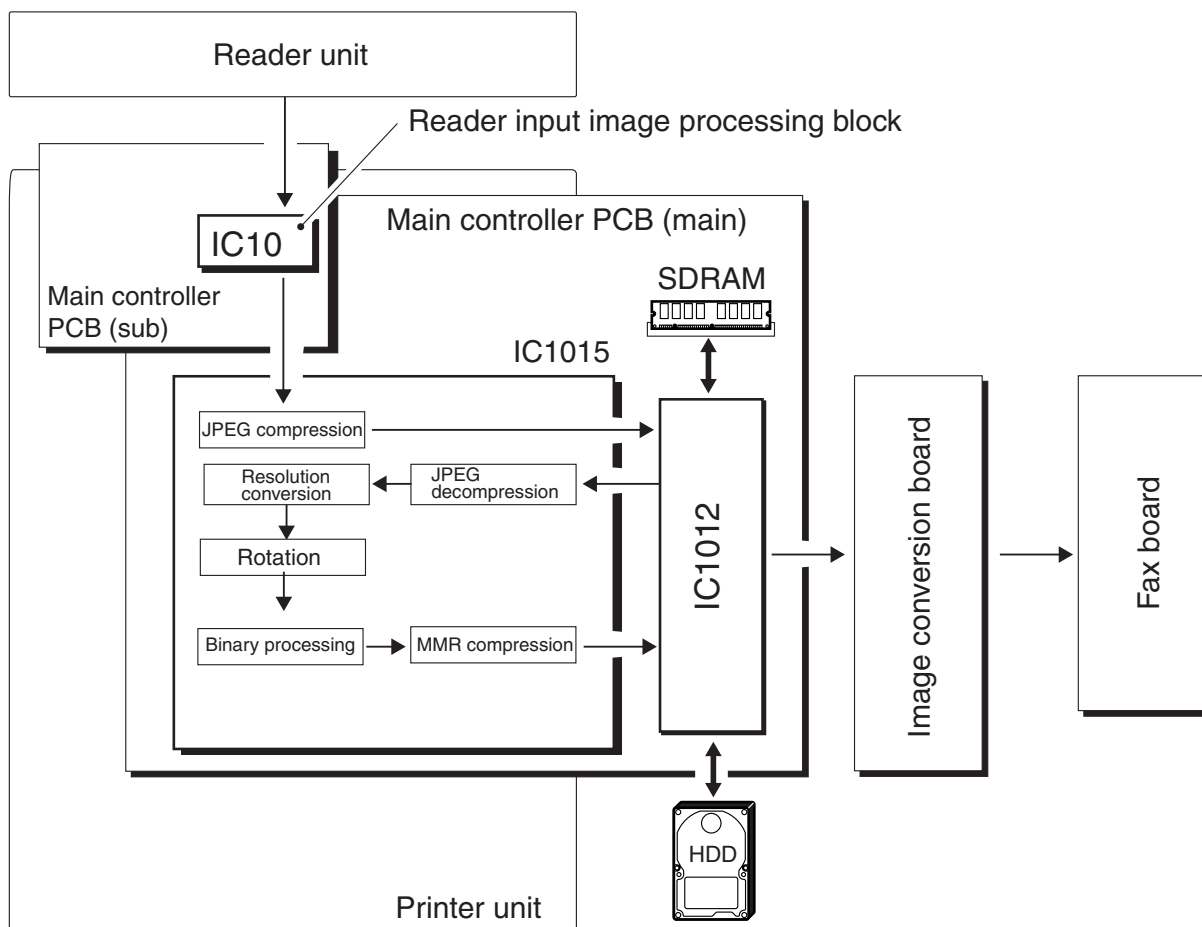 Reader unit
Reader input image processing block
Main controller PCB (main)
IC10
Main controller
PCB (sub)
SDRAM
IC1015
JPEG compression
Resolution
conversion
JPEG
decompression
Rotation
Binary processing
MMR compression
IC1012
Image conversion board
Fax board
HDD
Printer unit